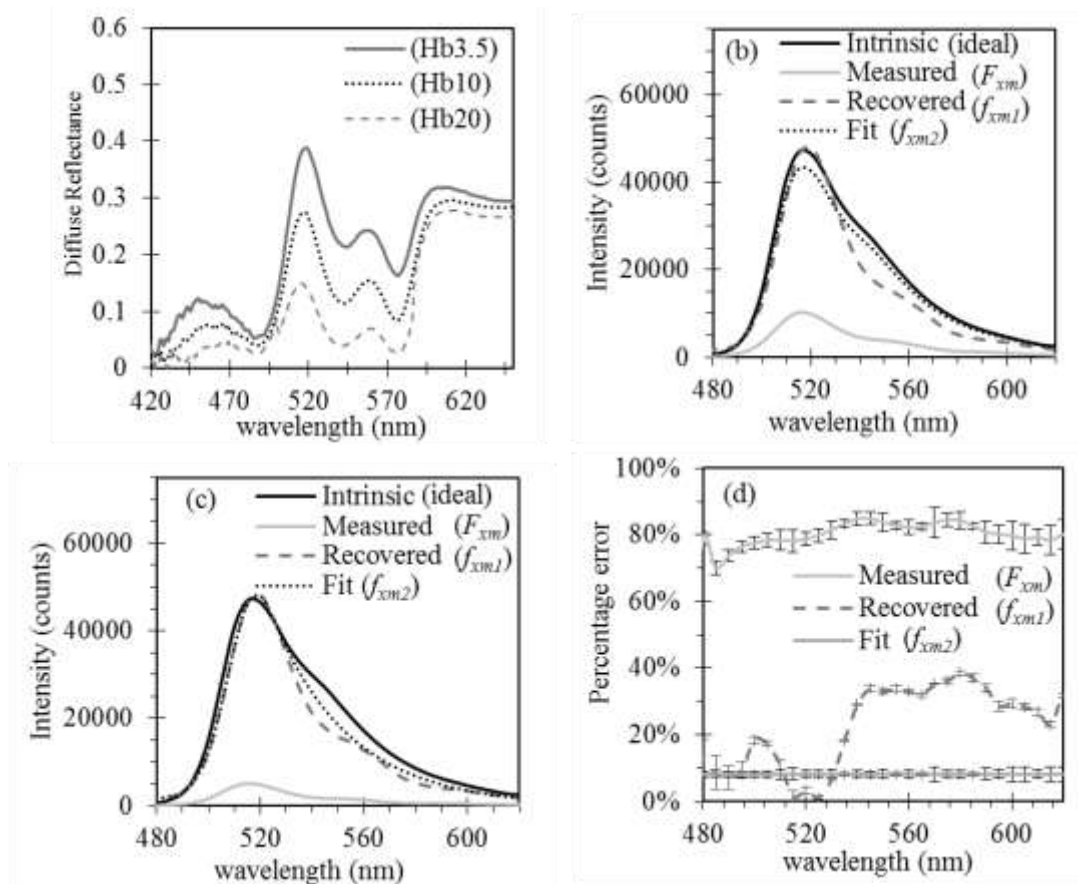 0.6
0.5
0.4
0.3
0.2
0.1
0
Diffuse Reflectance
(Hb3.5)
(Hb10)
(Hb20)
420 470 520 570 620
wavelength (nm)
(b)
Intrinsic (ideal)
Measured (Fxm)
Recovered (fxm1)
Fit (fxm2)
60000
40000
20000
0
Intensity (counts)
480 520 560 600
wavelength (nm)
(c)
Intrinsic (ideal)
Measured (Fxm)
Recovered (fxm1)
Fit (fxm2)
60000
40000
20000
0
Intensity (counts)
480 520 560 600
wavelength (nm)
(d)
100%
80%
60%
40%
20%
0%
Percentage error
Measured (Fxm)
Recovered (fxm1)
Fit (fxm2)
480 520 560 600
wavelength (nm)